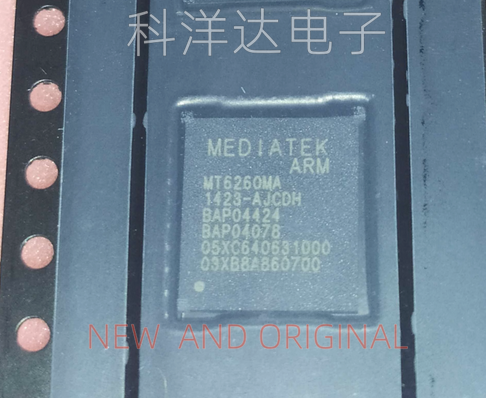 科洋达电子
MEDIATEK
ARM
MT6260MA
1423-AJCDH
BAP04424
BAP04078
05XC640631000
03XB8A860700
NEW AND ORIGINAL